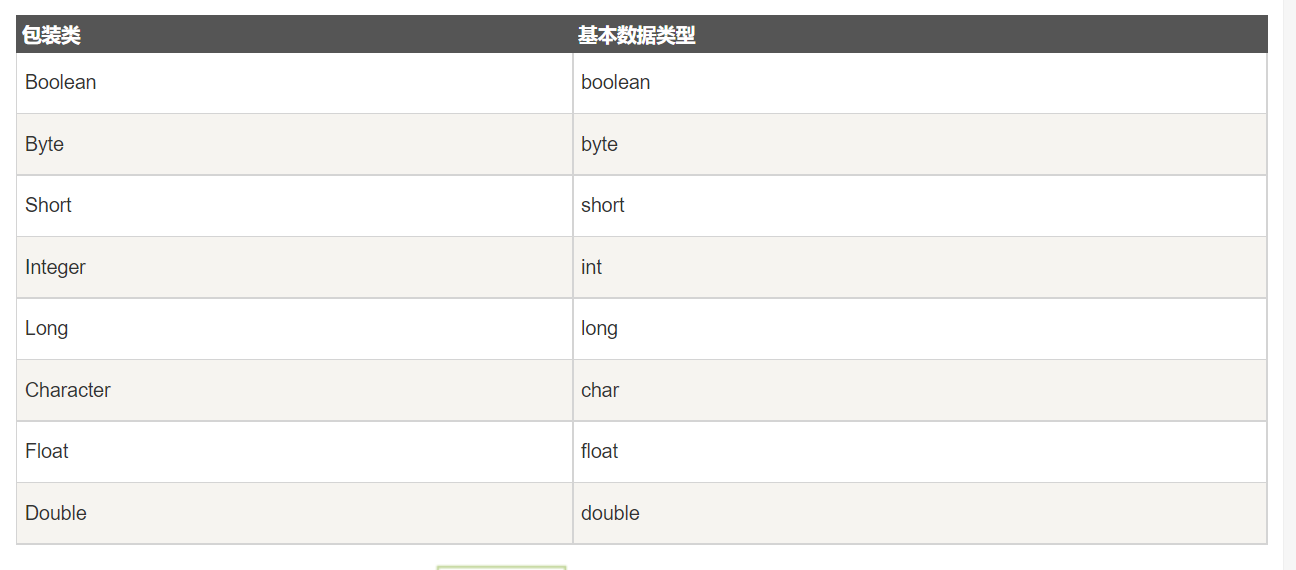 包装类 基本数据类型
Boolean boolean
Byte byte
Short short
Integer int
Long long
Character char
Float float
Double double